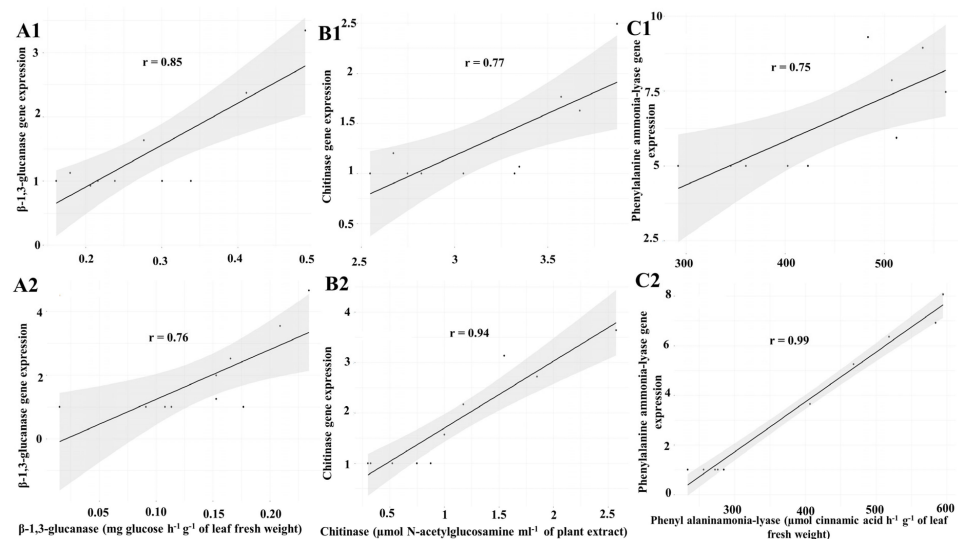 A1
r = 0.85
β-1,3-glucanase gene expression
3
2
1
0
0.2
0.3
0.4
0.5
B1
r = 0.77
Chitinase gene expression
2.5
2
1.5
1
0.5
2.5
3
3.5
C1
r = 0.75
Phenylalanine ammonia-lyase gene
expression
10
7.5
5
2.5
300
400
500
A2
r = 0.76
β-1,3-glucanase gene expression
4
2
0
0.05
0.10
0.15
0.20
β-1,3-glucanase (mg glucose h⁻¹ g⁻¹ of leaf fresh weight)
B2
r = 0.94
Chitinase gene expression
4
3
2
1
0.5
1
1.5
2
2.5
Chitinase (µmol N-acetylglucosamine ml⁻¹ of plant extract)
C2
r = 0.99
Phenylalanine ammonia-lyase gene
expression
8
6
4
2
0
300
400
500
600
Phenyl alaninamonia-lyase (µmol cinnamic acid h⁻¹ g⁻¹ of leaf
fresh weight)